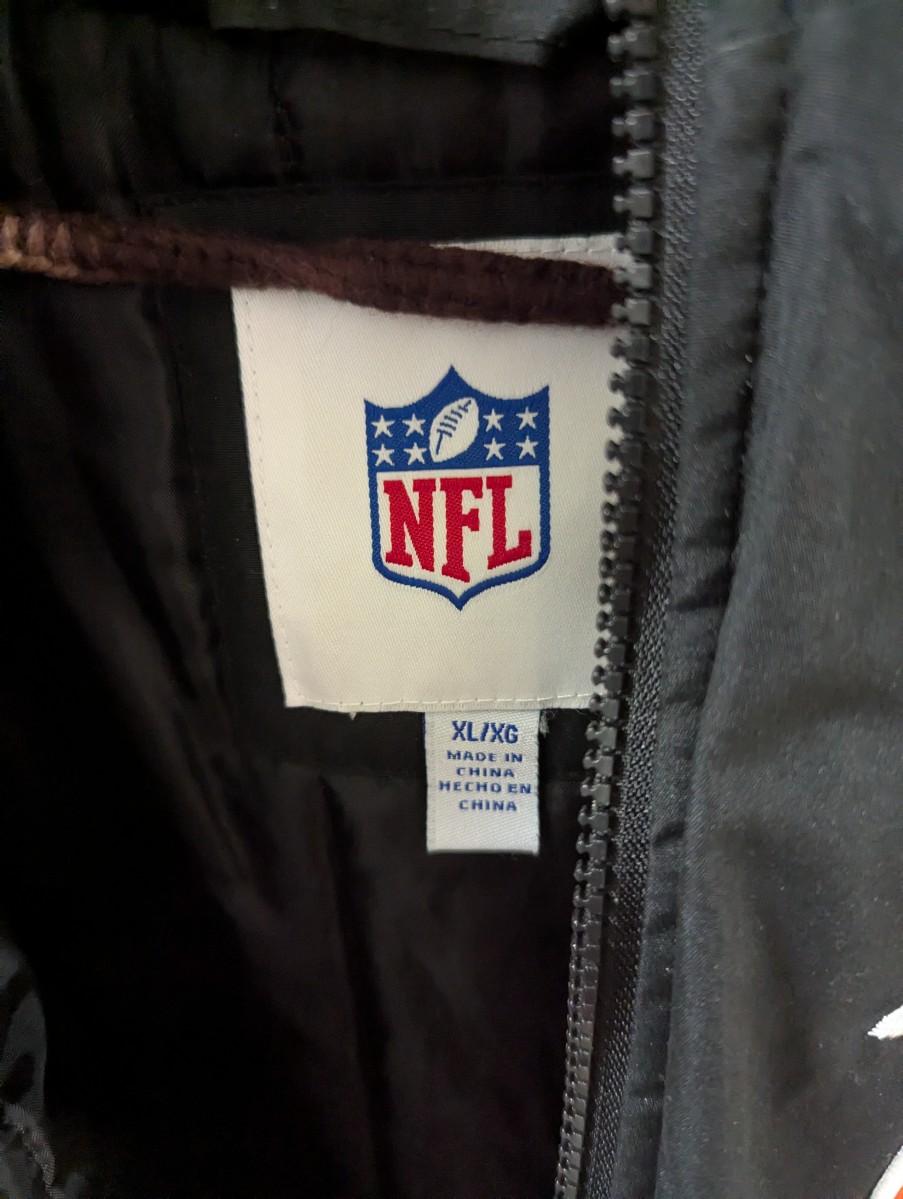 NFL
XL/XG
MADE IN
CHINA
HECHO EN
CHINA